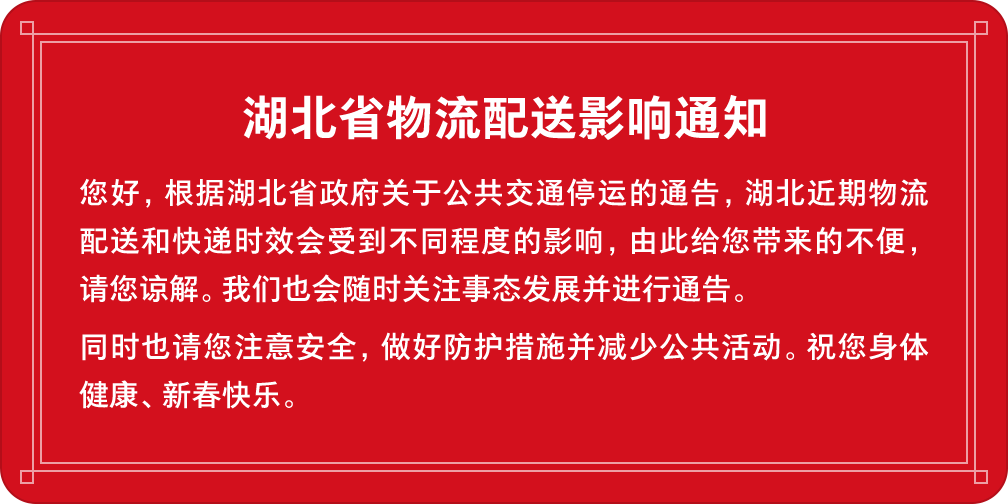 湖北省物流配送影响通知
您好，根据湖北省政府关于公共交通停运的通告，湖北近期物流
配送和快递时效会受到不同程度的影响，由此给您带来的不便，
请您谅解。我们也会随时关注事态发展并进行通告。
同时也请您注意安全，做好防护措施并减少公共活动。祝您身体
健康、新春快乐。